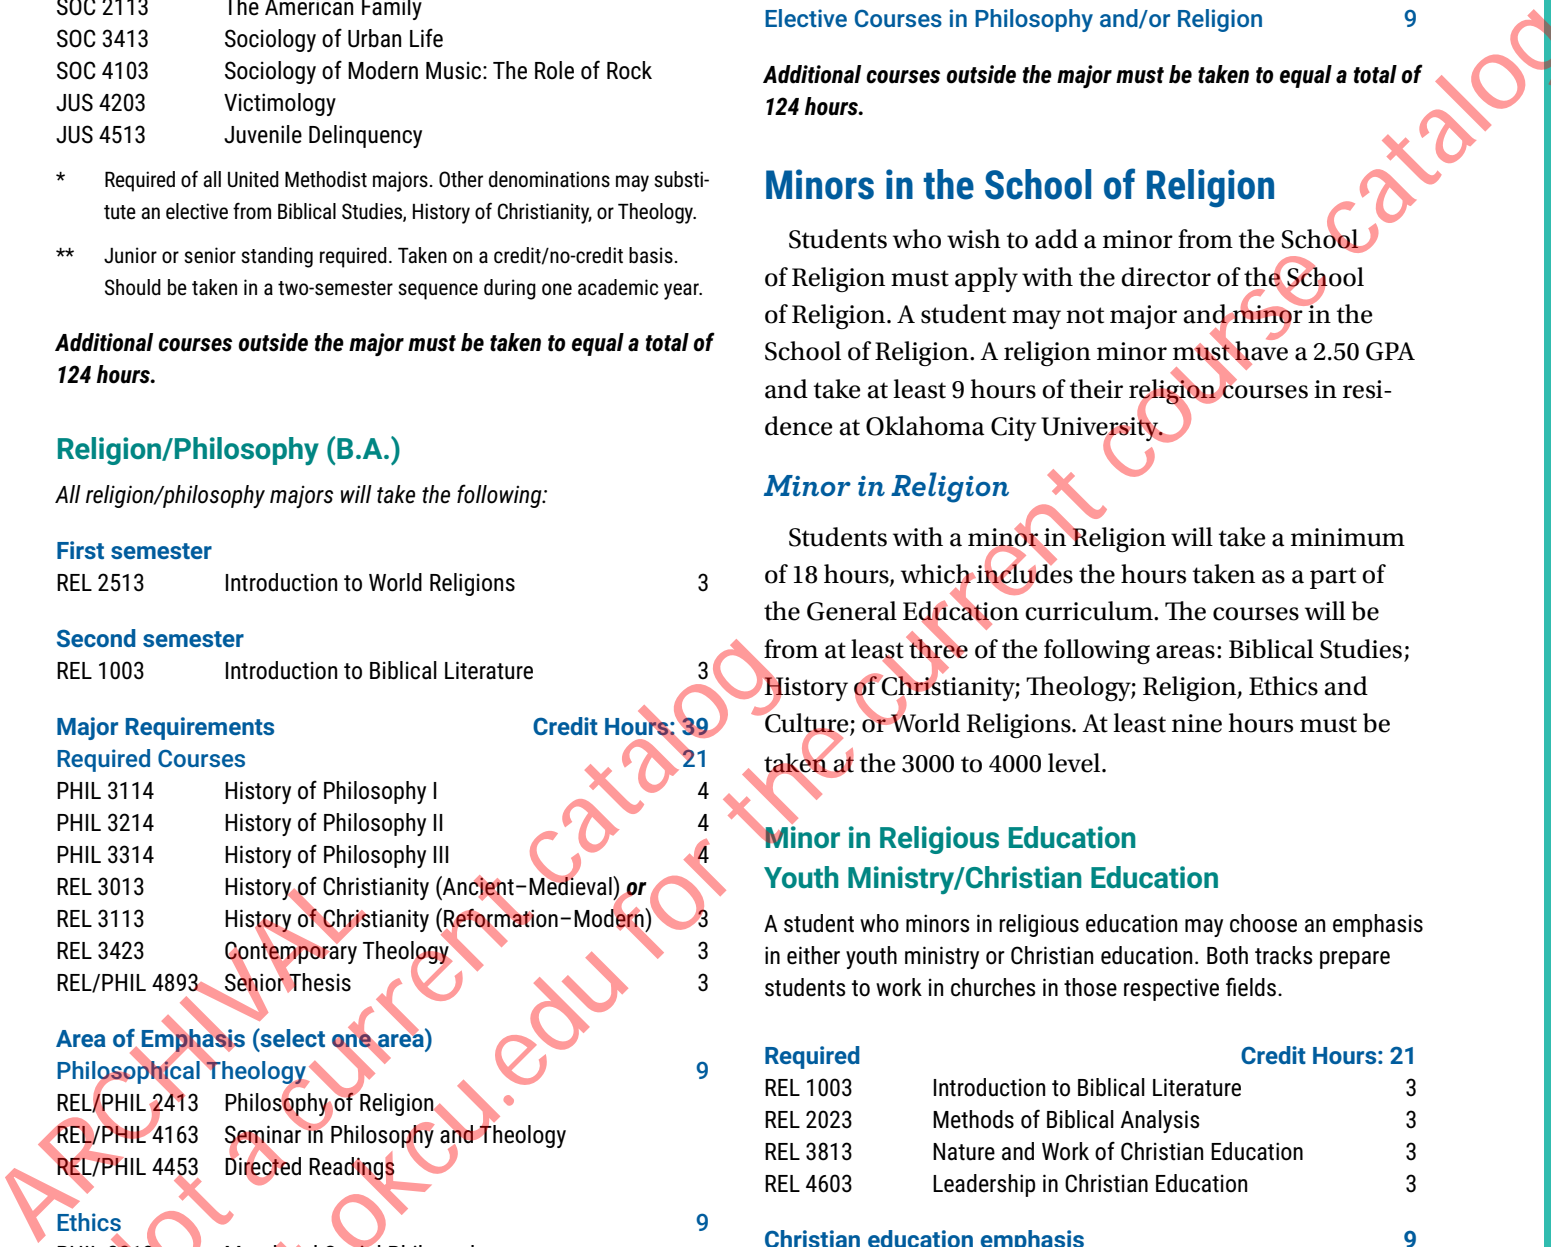 SOC 2113 The American Family
SOC 3413 Sociology of Urban Life
SOC 4103 Sociology of Modern Music: The Role of Rock
JUS 4203 Victimology
JUS 4513 Juvenile Delinquency
* Required of all United Methodist majors. Other denominations may substi-
tute an elective from Biblical Studies, History of Christianity, or Theology.
** Junior or senior standing required. Taken on a credit/no-credit basis.
Should be taken in a two-semester sequence during one academic year.
Additional courses outside the major must be taken to equal a total of
124 hours.
Religion/Philosophy (B.A.)
All religion/philosophy majors will take the following:
First semester
REL 2513 Introduction to World Religions 3
Second semester
REL 1003 Introduction to Biblical Literature 3
Major Requirements Credit Hours: 39
Required Courses 21
PHIL 3114 History of Philosophy I 4
PHIL 3214 History of Philosophy II 4
PHIL 3314 History of Philosophy III 4
REL 3013 History of Christianity (Ancient–Medieval) or
REL 3113 History of Christianity (Reformation–Modern) 3
REL 3423 Contemporary Theology 3
REL/PHIL 4893 Senior Thesis 3
Area of Emphasis (select one area)
Philosophical Theology 9
REL/PHIL 2413 Philosophy of Religion
REL/PHIL 4163 Seminar in Philosophy and Theology
REL/PHIL 4453 Directed Readings
Ethics 9
Elective Courses in Philosophy and/or Religion 9
Additional courses outside the major must be taken to equal a total of
124 hours.
Minors in the School of Religion
Students who wish to add a minor from the School
of Religion must apply with the director of the School
of Religion. A student may not major and minor in the
School of Religion. A religion minor must have a 2.50 GPA
and take at least 9 hours of their religion courses in resi-
dence at Oklahoma City University.
Minor in Religion
Students with a minor in Religion will take a minimum
of 18 hours, which includes the hours taken as a part of
the General Education curriculum. The courses will be
from at least three of the following areas: Biblical Studies;
History of Christianity; Theology; Religion, Ethics and
Culture; or World Religions. At least nine hours must be
taken at the 3000 to 4000 level.
Minor in Religious Education
Youth Ministry/Christian Education
A student who minors in religious education may choose an emphasis
in either youth ministry or Christian education. Both tracks prepare
students to work in churches in those respective fields.
Required Credit Hours: 21
REL 1003 Introduction to Biblical Literature 3
REL 2023 Methods of Biblical Analysis 3
REL 3813 Nature and Work of Christian Education 3
REL 4603 Leadership in Christian Education 3
Christian education emphasis 9
ARCHIVAL
not a current catalog
okcu.edu for the current course catalog